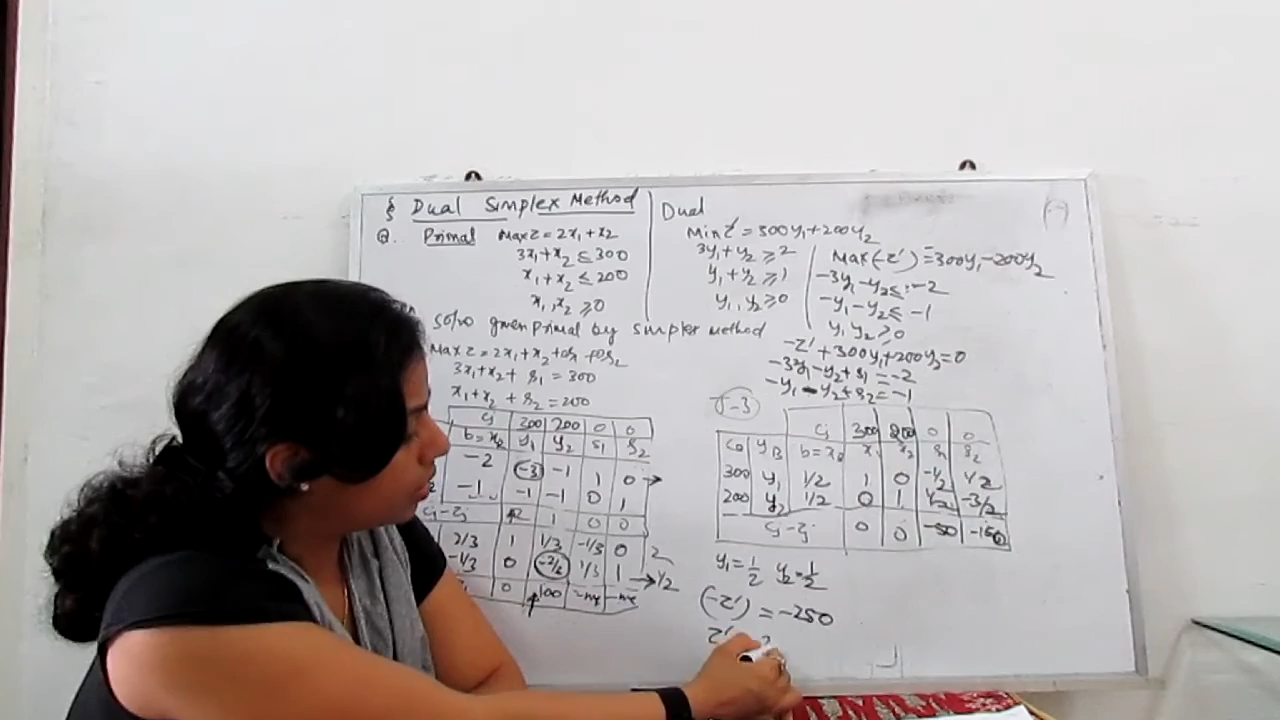 § Dual Simplex Method
Q. Primal Max Z = 2x₁ + x₂
3x₁ + x₂ ≤ 300
x₁ + x₂ ≤ 200
x₁, x₂ ≥ 0
solve given primal by simplex method
Max Z = 2x₁ + x₂ + 0s₁ + 0s₂
3x₁ + x₂ + s₁ = 300
x₁ + x₂ + s₂ = 200
Cj 300 200 0 0
b = x_B y₁ y₂ s₁ s₂
-2 -3 -1 1 0 →
-1 -1 -1 0 1
Cj - Zj 1 0 0
2/3 1 1/3 -1/3 0 2
-1/3 0 1/3 1 → 1/2
0 100 -ve -ve
Dual
Min Z' = 300y₁ + 200y₂
3y₁ + y₂ ≥ 2
y₁ + y₂ ≥ 1
y₁, y₂ ≥ 0
Max (-Z') = -300y₁ - 200y₂
-3y₁ - y₂ ≤ -2
-y₁ - y₂ ≤ -1
y₁ y₂ ≥ 0
-Z' + 300y₁ + 200y₂ = 0
-3y₁ - y₂ + s₁ = -2
-y₁ - y₂ + s₂ = -1
T-3
Cj 300 200 0 0
C_B y_B b = x_B x₁ x₂ s₁ s₂
300 y₁ 1/2 1 0 -1/2 1/2
200 y₂ 1/2 0 1 1/2 -3/2
Cj - Zj 0 0 -50 -150
y₁ = 1/2 y₂ = 1/2
(-Z') = -250
Z'
(-)